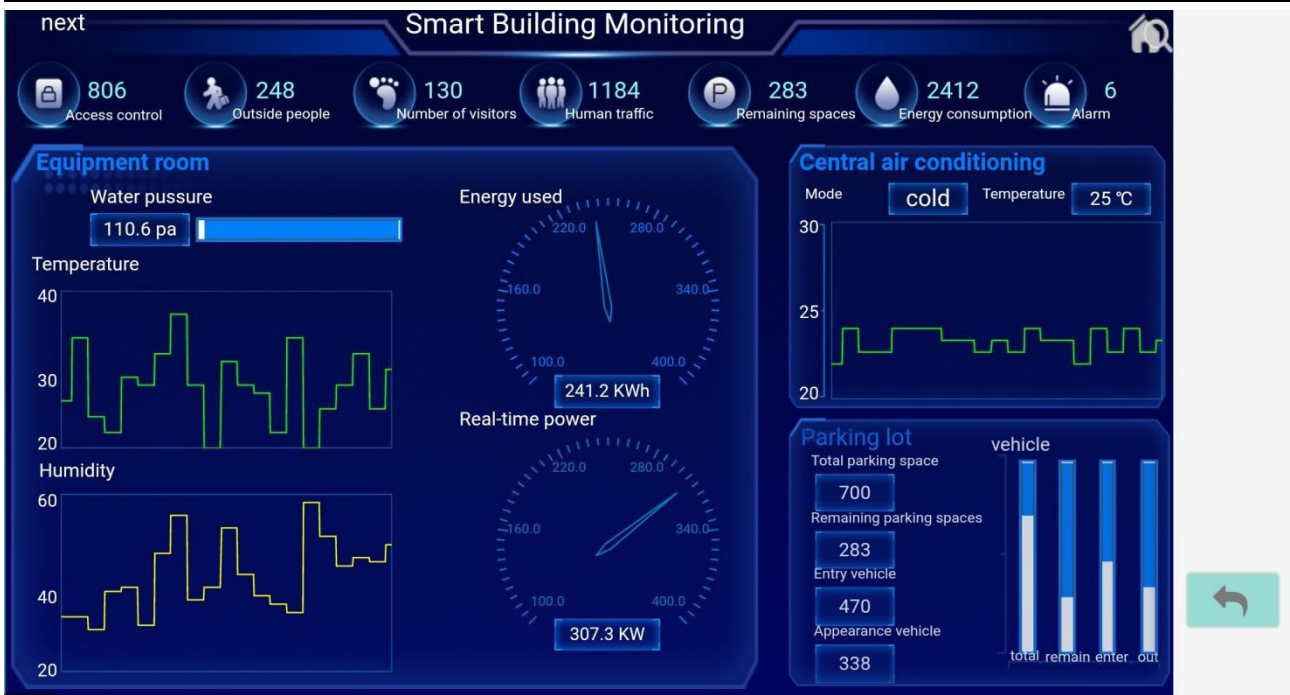 next
Smart Building Monitoring
806
Access control
248
Outside people
130
Number of visitors
1184
Human traffic
P
283
Remaining spaces
2412
Energy consumption
6
Alarm
Equipment room
Water pussure
110.6 pa
Temperature
40
30
20
Humidity
60
40
20
Energy used
220.0 280.0
160.0 340.0
100.0 400.0
241.2 KWh
Real-time power
220.0 280.0
160.0 340.0
100.0 400.0
307.3 KW
Central air conditioning
Mode cold Temperature 25 ℃
30
25
20
Parking lot
Total parking space
700
Remaining parking spaces
283
Entry vehicle
470
Appearance vehicle
338
vehicle
total remain enter out